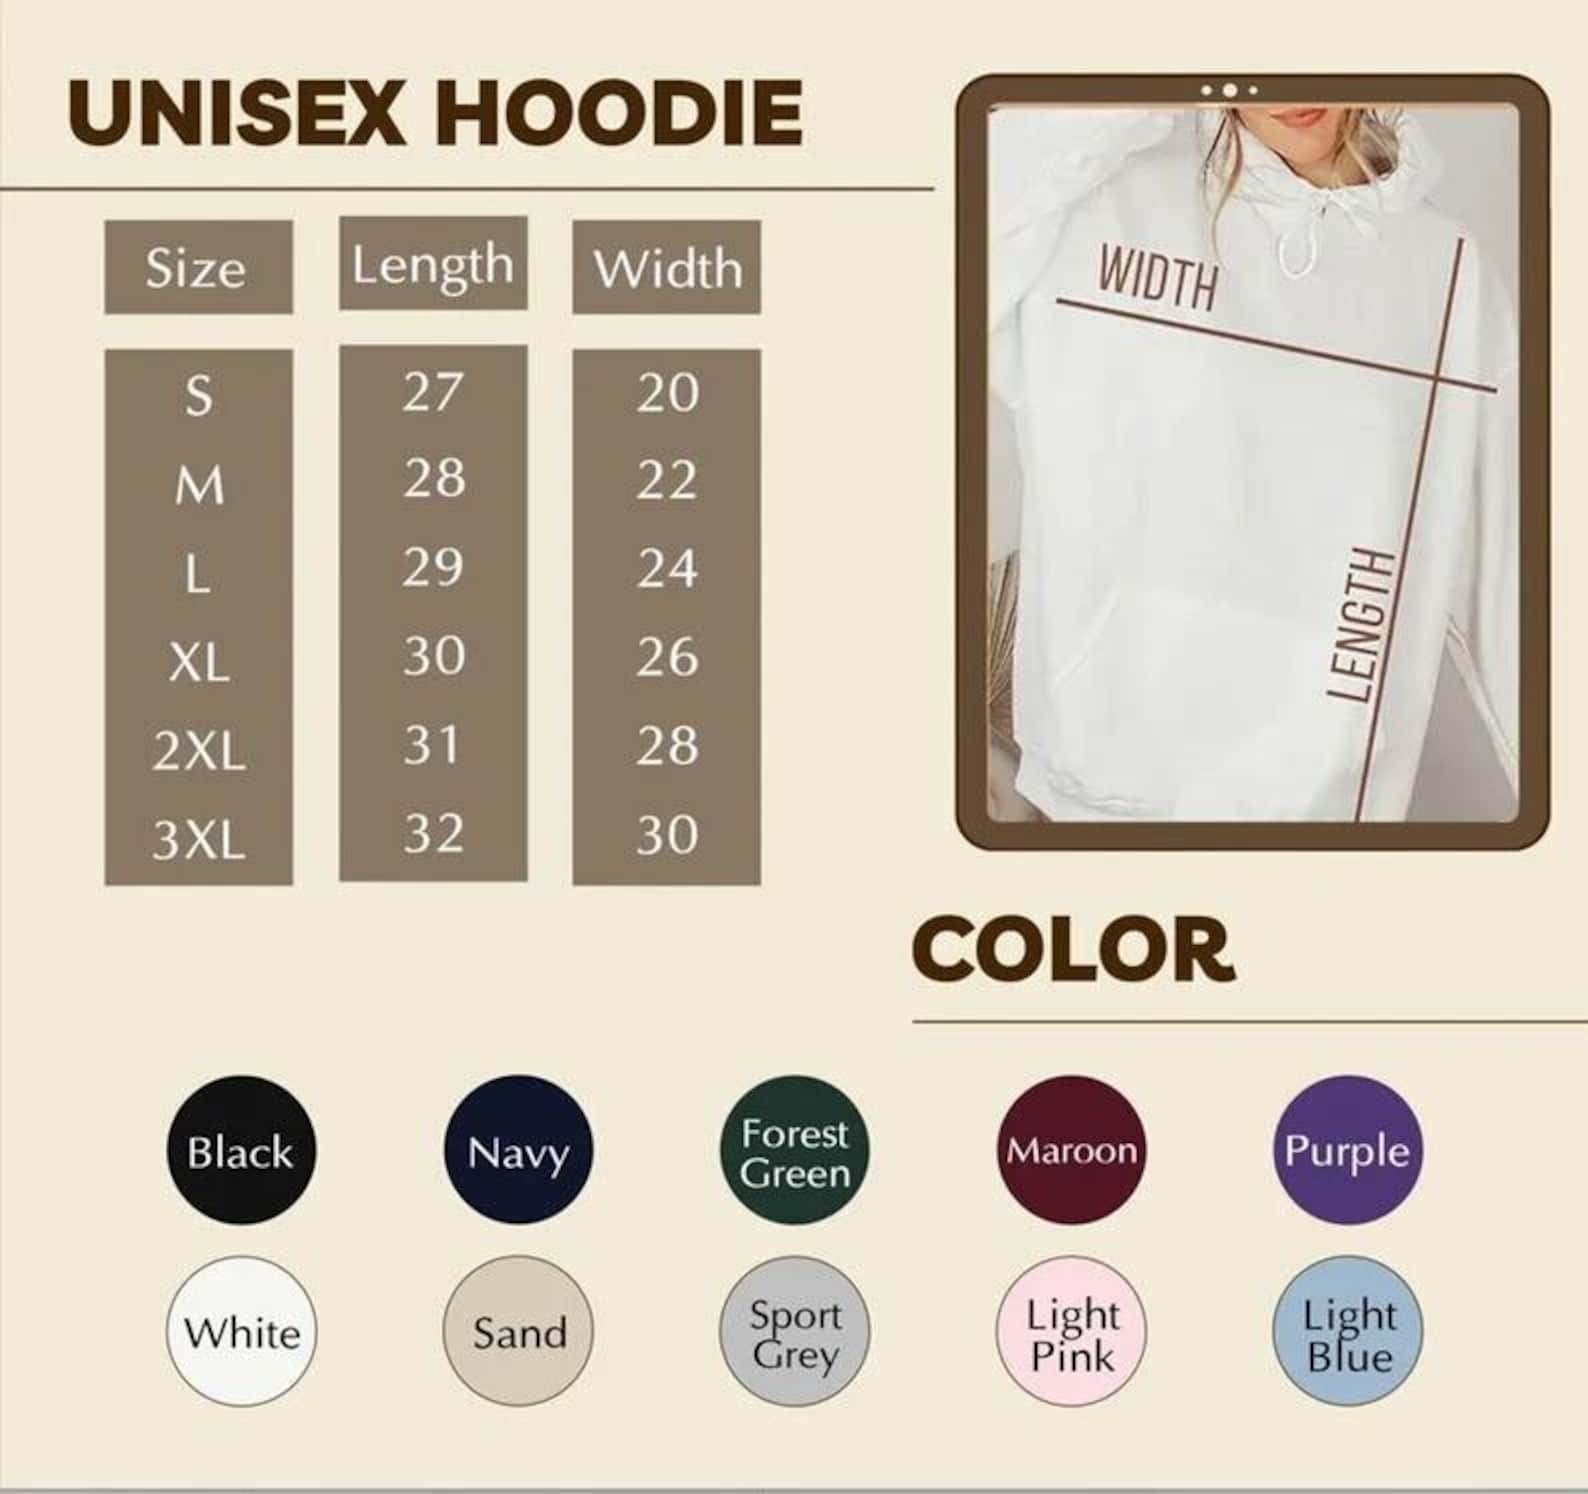 UNISEX HOODIE
Size Length Width
S 27 20
M 28 22
L 29 24
XL 30 26
2XL 31 28
3XL 32 30
WIDTH
LENGTH
COLOR
Black
Navy
Forest
Green
Maroon
Purple
White
Sand
Sport
Grey
Light
Pink
Light
Blue